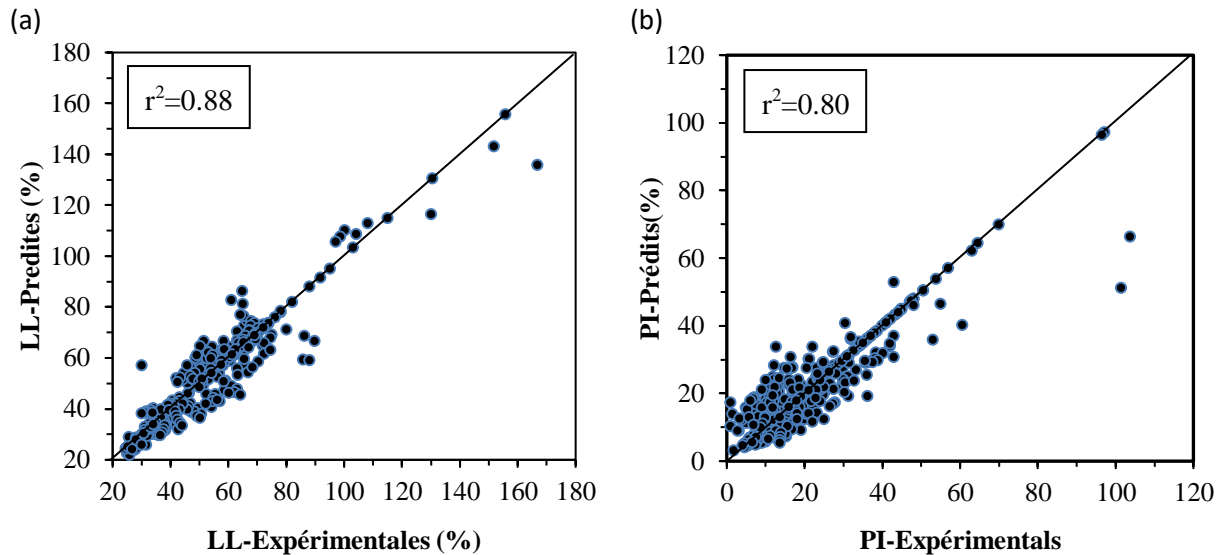 (a)
180
160
140
120
100
80
60
40
20
LL-Predites (%)
r²=0.88
20 40 60 80 100 120 140 160 180
LL-Expérimentales (%)
(b)
120
100
80
60
40
20
0
PI-Prédits(%)
r²=0.80
0 20 40 60 80 100 120
PI-Expérimentals